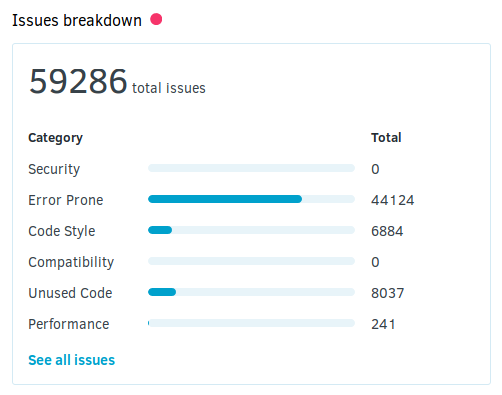 Issues breakdown
59286 total issues
Category Total
Security 0
Error Prone 44124
Code Style 6884
Compatibility 0
Unused Code 8037
Performance 241
See all issues